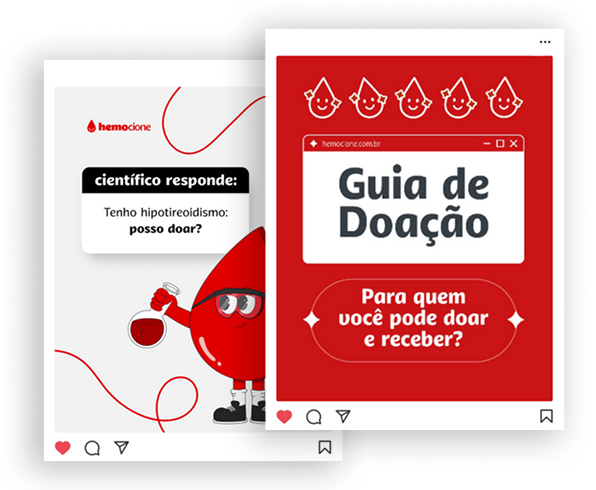 hemocione
científico responde:
Tenho hipotireoidismo:
posso doar?
hemocione.com.br
Guia de
Doação
Para quem
você pode doar
e receber?